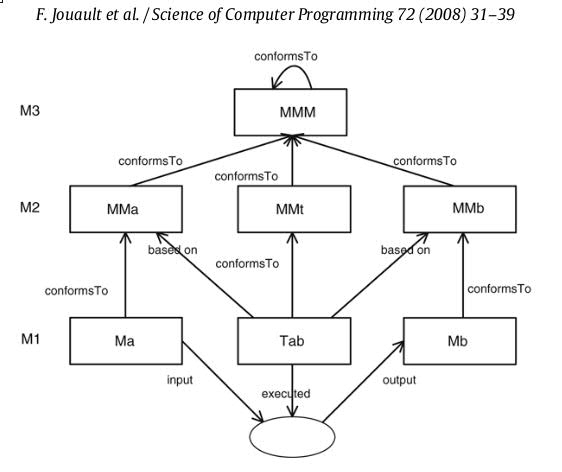 F. Jouault et al. / Science of Computer Programming 72 (2008) 31–39
conformsTo
M3
MMM
conformsTo
conformsTo
conformsTo
M2
MMa
MMt
MMb
based on
based on
conformsTo
conformsTo
conformsTo
M1
Ma
Tab
Mb
input
executed
output